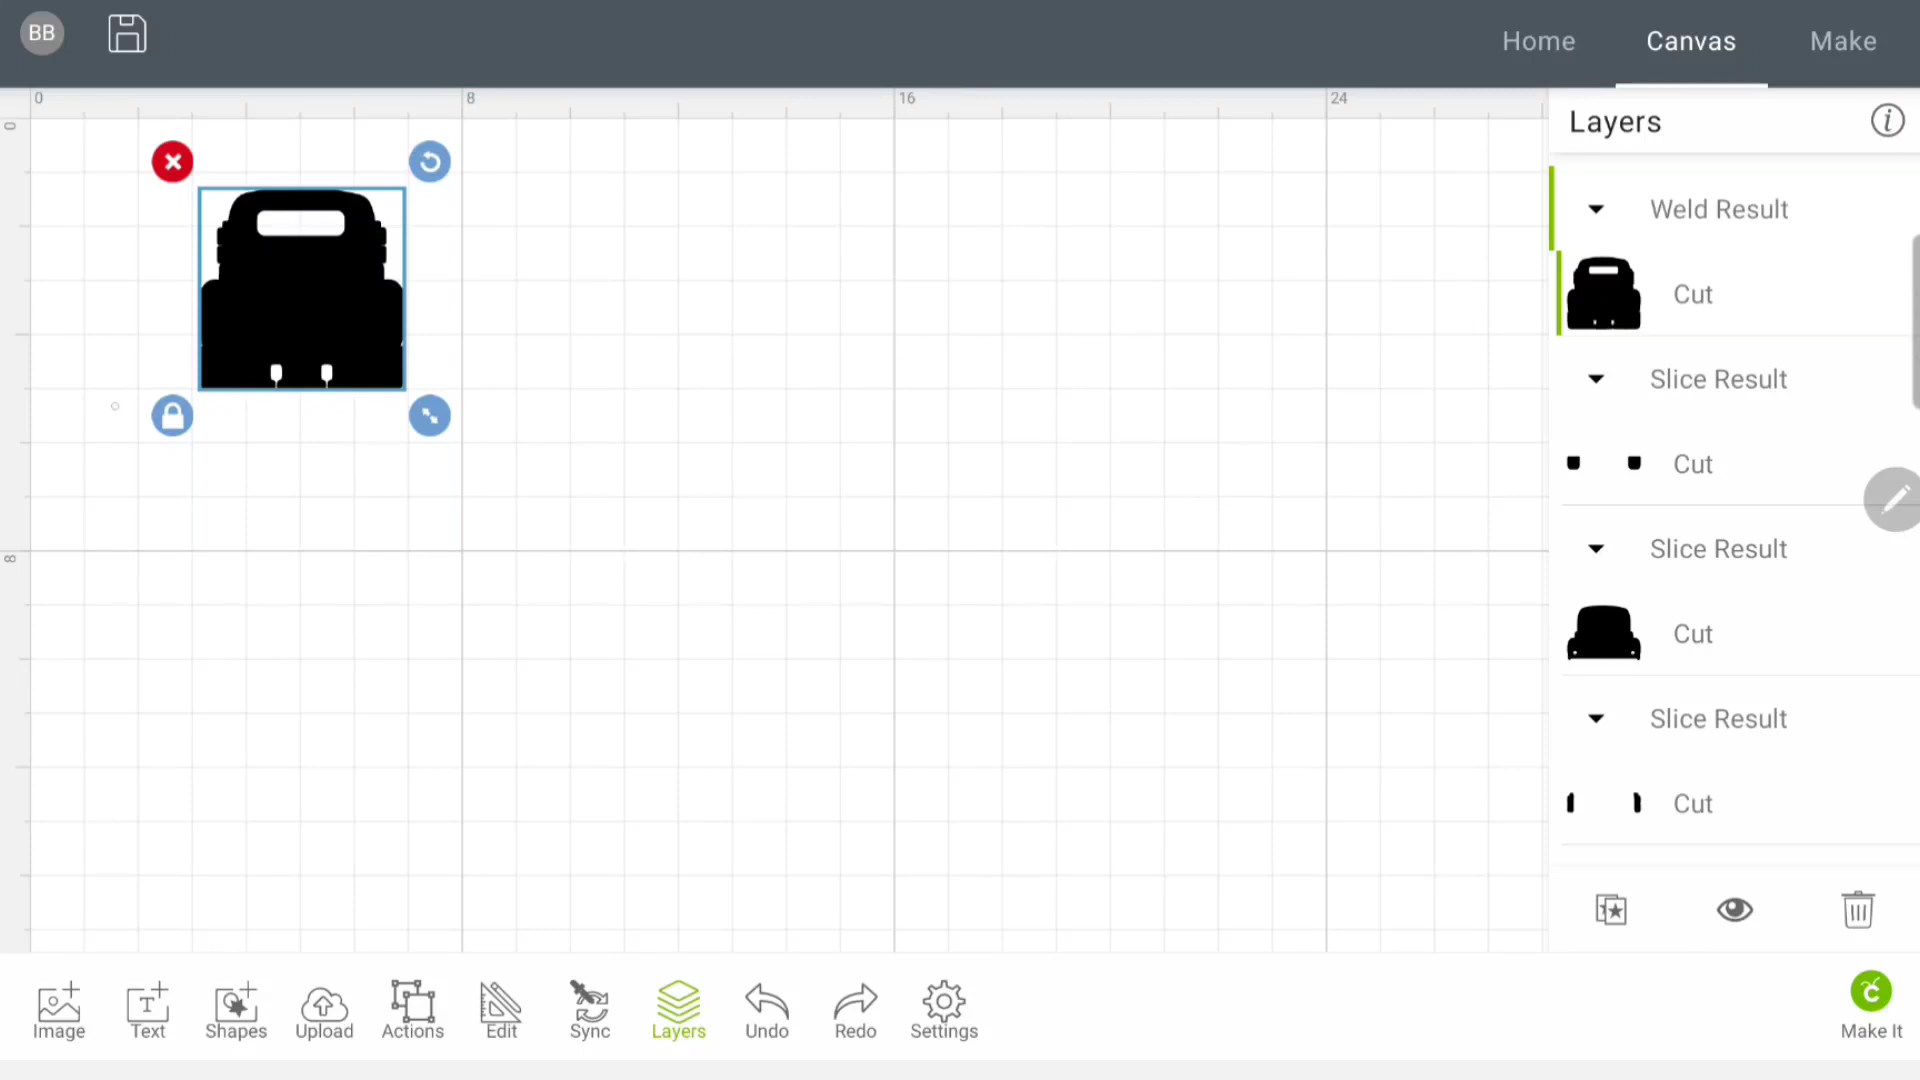 BB
Home Canvas Make
0 8 16 24
0
8
Layers
Weld Result
Cut
Slice Result
Cut
Slice Result
Cut
Slice Result
Cut
Image Text Shapes Upload Actions Edit Sync Layers Undo Redo Settings Make It